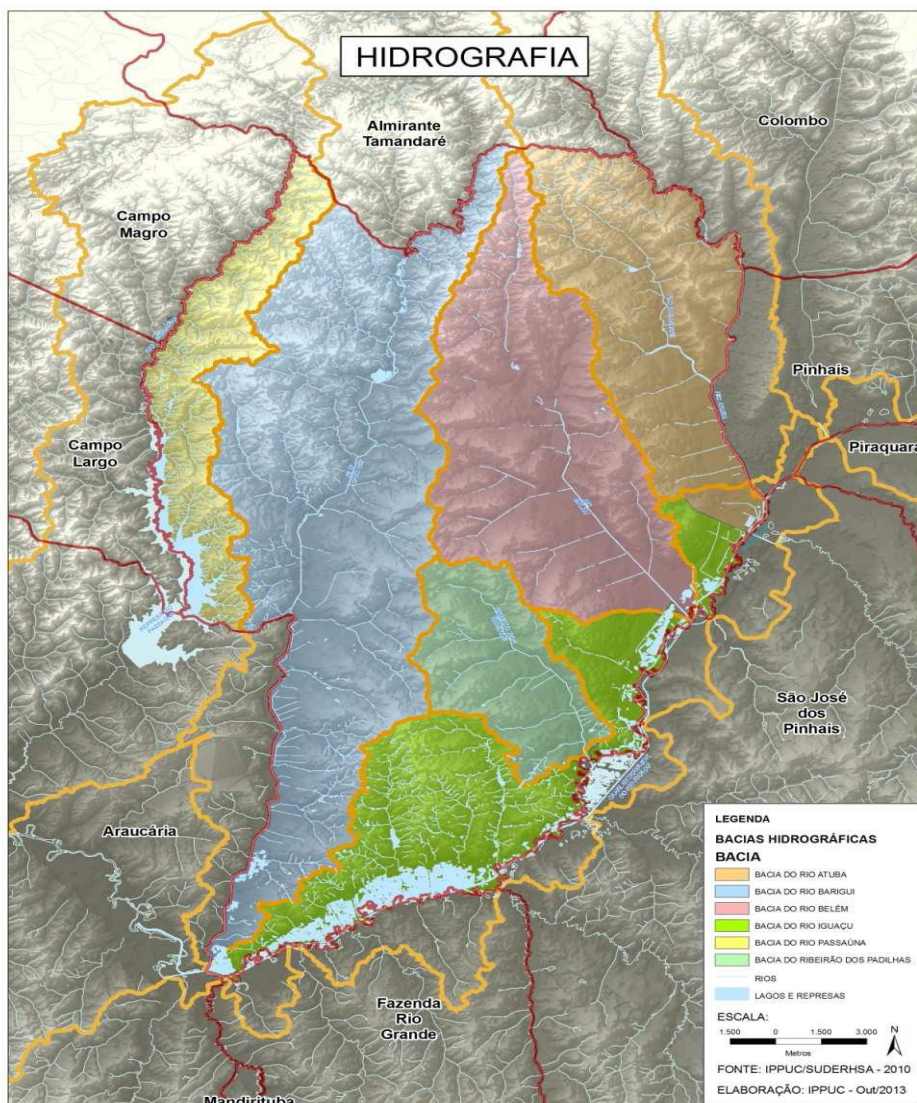 HIDROGRAFIA
Almirante
Tamandaré
Colombo
Campo
Magro
Pinhais
Piraquara
Campo
Largo
São José
dos
Pinhais
Araucária
Fazenda
Rio
Grande
Mandirituba
LEGENDA
BACIAS HIDROGRÁFICAS
BACIA
BACIA DO RIO ATUBA
BACIA DO RIO BARIGUI
BACIA DO RIO BELÉM
BACIA DO RIO IGUAÇU
BACIA DO RIO PASSAÚNA
BACIA DO RIBEIRÃO DOS PADILHAS
RIOS
LAGOS E REPRESAS
ESCALA:
1.500 0 1.500 3.000
Metros
N
FONTE: IPPUC/SUDERHSA - 2010
ELABORAÇÃO: IPPUC - Out/2013